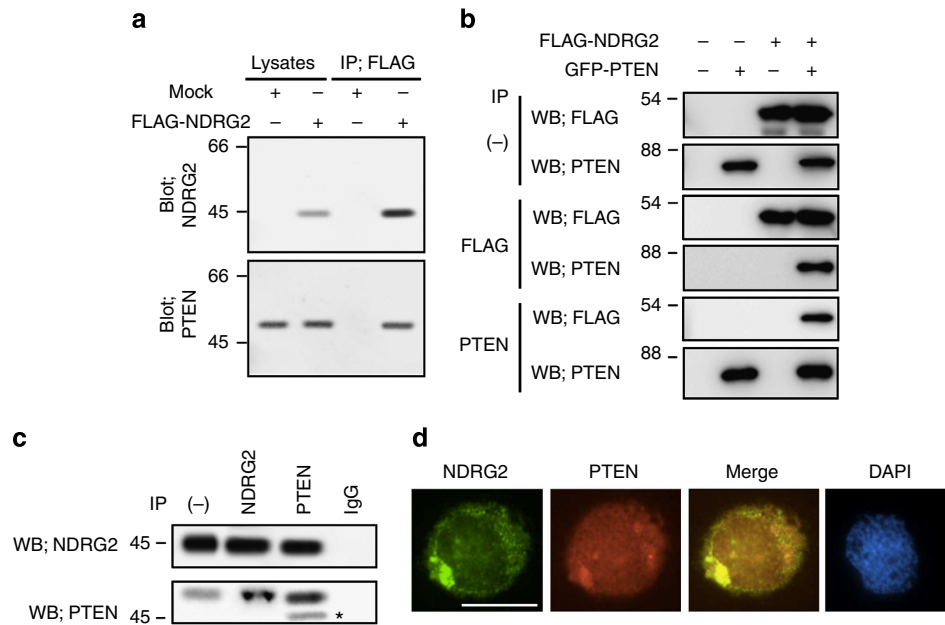 a
Lysates IP; FLAG
Mock + – + –
FLAG-NDRG2 – + – +
Blot; NDRG2
66
45
Blot; PTEN
66
45
b
FLAG-NDRG2 – – + +
GFP-PTEN – + – +
IP
(–)
WB; FLAG 54
WB; PTEN 88
FLAG
WB; FLAG 54
WB; PTEN 88
PTEN
WB; FLAG 54
WB; PTEN 88
c
IP (–) NDRG2 PTEN IgG
WB; NDRG2 45
WB; PTEN 45 *
d
NDRG2 PTEN Merge DAPI